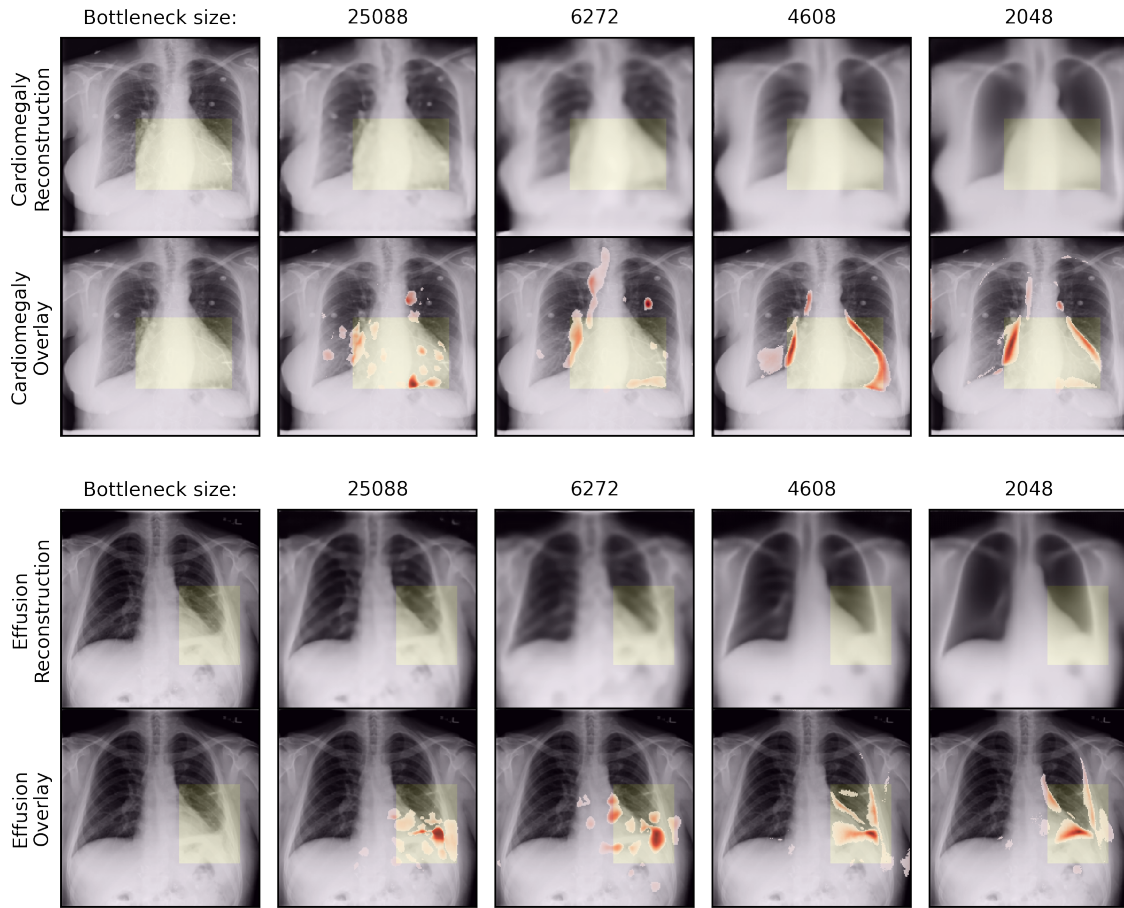 Bottleneck size: 25088 6272 4608 2048
Cardiomegaly
Reconstruction
Cardiomegaly
Overlay
Bottleneck size: 25088 6272 4608 2048
Effusion
Reconstruction
Effusion
Overlay